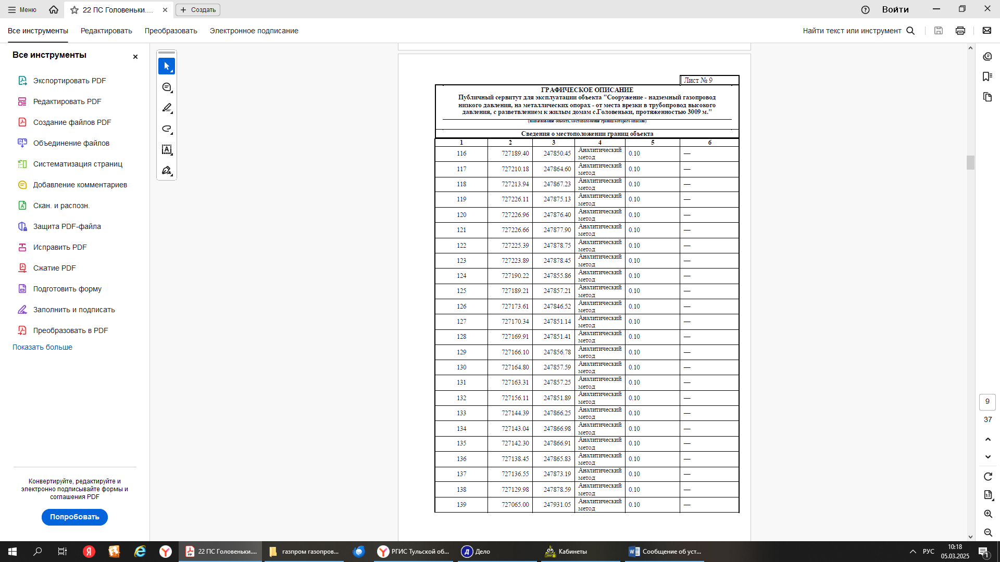 Меню
22 ПС Головеньки....
Создать
Войти
Все инструменты
Редактировать
Преобразовать
Электронное подписание
Найти текст или инструмент
Все инструменты
Экспортировать PDF
Редактировать PDF
Создание файлов PDF
Объединение файлов
Систематизация страниц
Добавление комментариев
Скан. и распозн.
Защита PDF-файла
Исправить PDF
Сжатие PDF
Подготовить форму
Заполнить и подписать
Преобразовать в PDF
Показать больше
Конвертируйте, редактируйте и
электронно подписывайте формы и
соглашения PDF
Попробовать
Лист № 9
ГРАФИЧЕСКОЕ ОПИСАНИЕ
Публичный сервитут для эксплуатации объекта "Сооружение - надземный газопровод
низкого давления, на металлических опорах - от места врезки в трубопровод высокого
давления, с разветвлением к жилым домам с.Головеньки, протяженностью 3009 м."
(наименование объекта, местоположение границ которого описано)
Сведения о местоположении границ объекта
1 2 3 4 5 6
116 727189.40 247850.45 Аналитический метод 0.10 —
117 727210.18 247864.60 Аналитический метод 0.10 —
118 727213.94 247867.23 Аналитический метод 0.10 —
119 727226.11 247875.13 Аналитический метод 0.10 —
120 727226.96 247876.40 Аналитический метод 0.10 —
121 727226.66 247877.90 Аналитический метод 0.10 —
122 727225.39 247878.75 Аналитический метод 0.10 —
123 727223.89 247878.45 Аналитический метод 0.10 —
124 727190.22 247855.86 Аналитический метод 0.10 —
125 727189.21 247857.21 Аналитический метод 0.10 —
126 727173.61 247846.52 Аналитический метод 0.10 —
127 727170.34 247851.14 Аналитический метод 0.10 —
128 727169.91 247851.41 Аналитический метод 0.10 —
129 727166.10 247856.78 Аналитический метод 0.10 —
130 727164.80 247857.59 Аналитический метод 0.10 —
131 727163.31 247857.25 Аналитический метод 0.10 —
132 727156.11 247851.89 Аналитический метод 0.10 —
133 727144.39 247866.25 Аналитический метод 0.10 —
134 727143.04 247866.98 Аналитический метод 0.10 —
135 727142.30 247866.91 Аналитический метод 0.10 —
136 727138.45 247865.83 Аналитический метод 0.10 —
137 727136.55 247873.19 Аналитический метод 0.10 —
138 727129.98 247878.59 Аналитический метод 0.10 —
139 727065.00 247931.05 Аналитический метод 0.10 —
9
37
1:1
22 ПС Головеньки....
газпром газопров...
РГИС Тульской об...
Дело
Кабинеты
Сообщение об уст...
РУС
10:18
05.03.2025
1